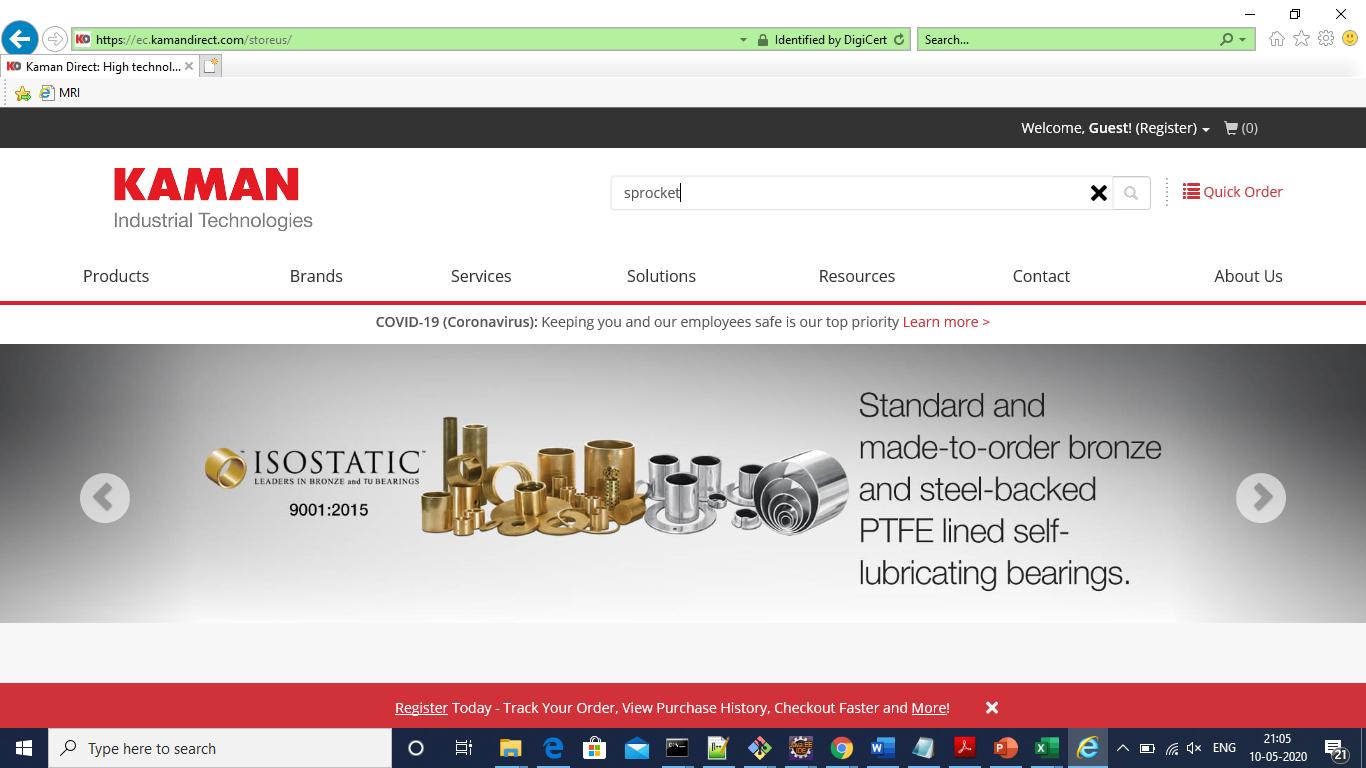 https://ec.kamandirect.com/storeus/
Identified by DigiCert
Search...
KD Kaman Direct: High technol...
MRI
Welcome, Guest! (Register)
(0)
KAMAN
Industrial Technologies
sprocket
Quick Order
Products
Brands
Services
Solutions
Resources
Contact
About Us
COVID-19 (Coronavirus): Keeping you and our employees safe is our top priority Learn more >
ISOSTATIC
LEADERS IN BRONZE and TU BEARINGS
9001:2015
Standard and
made-to-order bronze
and steel-backed
PTFE lined self-
lubricating bearings.
Register Today - Track Your Order, View Purchase History, Checkout Faster and More!
Type here to search
ENG
21:05
10-05-2020
21